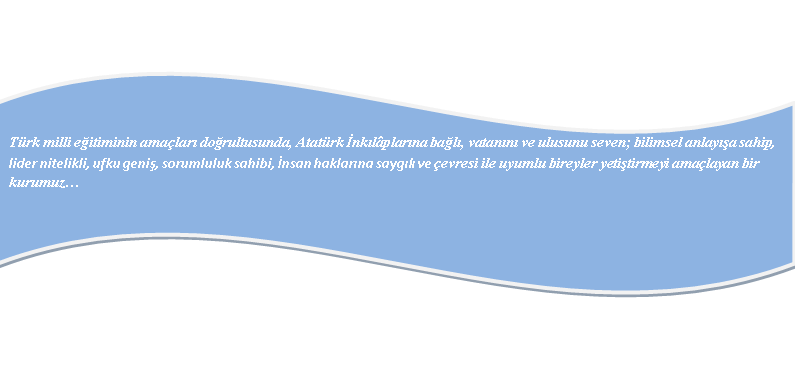 Türk milli eğitiminin amaçları doğrultusunda, Atatürk İnkılâplarına bağlı, vatanını ve ulusunu seven; bilimsel anlayışa sahip,
lider nitelikli, ufku geniş, sorumluluk sahibi, İnsan haklarına saygılı ve çevresi ile uyumlu bireyler yetiştirmeyi amaçlayan bir
kurumuz…